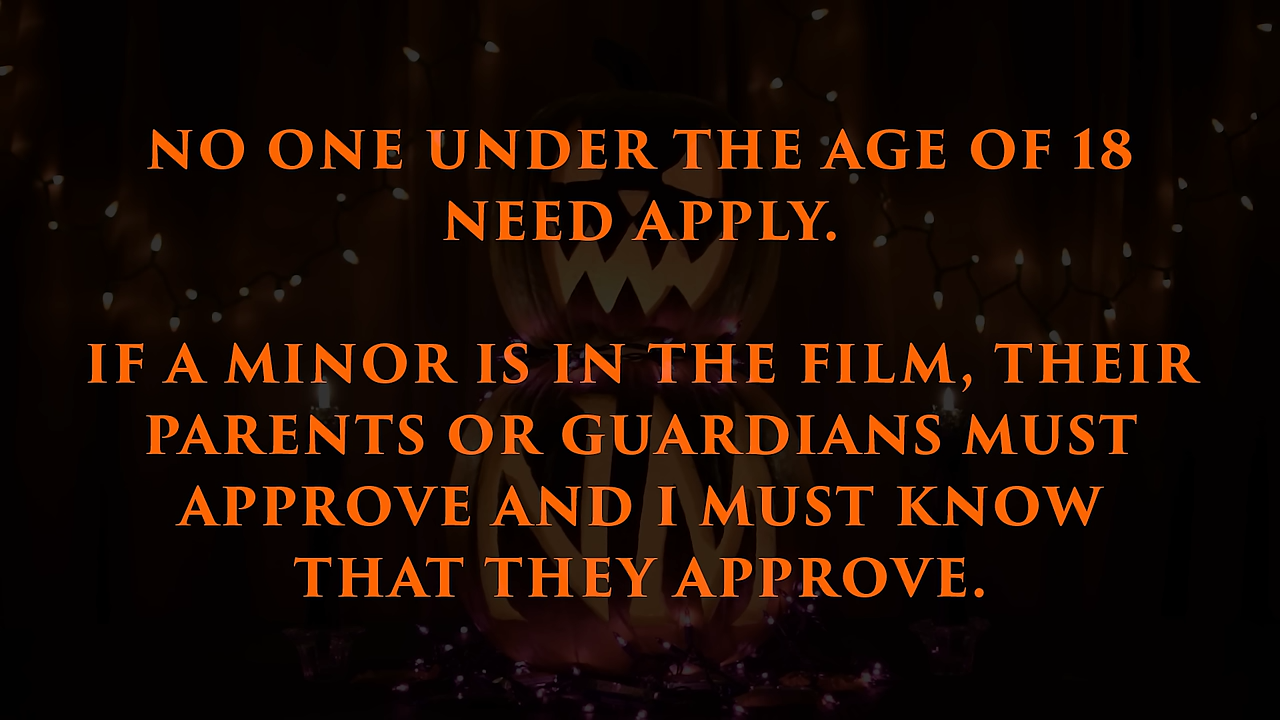 NO ONE UNDER THE AGE OF 18
NEED APPLY.
IF A MINOR IS IN THE FILM, THEIR
PARENTS OR GUARDIANS MUST
APPROVE AND I MUST KNOW
THAT THEY APPROVE.
NM